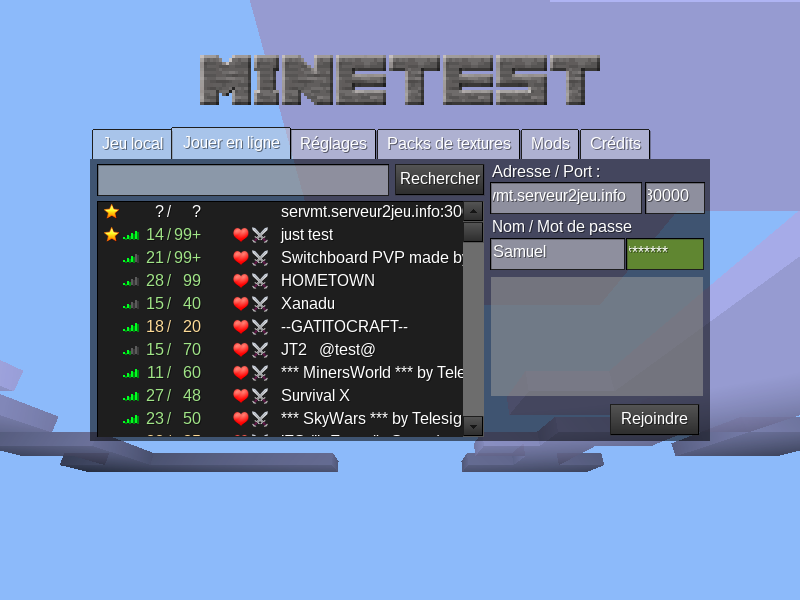 MINETEST
Jeu local Jouer en ligne Réglages Packs de textures Mods Crédits
Rechercher
? / ? servmt.serveur2jeu.info:30
14 / 99+ just test
21 / 99+ Switchboard PVP made by
28 / 99 HOMETOWN
15 / 40 Xanadu
18 / 20 --GATITOCRAFT--
15 / 70 JT2 @test@
11 / 60 *** MinersWorld *** by Tele
27 / 48 Survival X
23 / 50 *** SkyWars *** by Telesig
Adresse / Port :
vmt.serveur2jeu.info 30000
Nom / Mot de passe
Samuel *******
Rejoindre